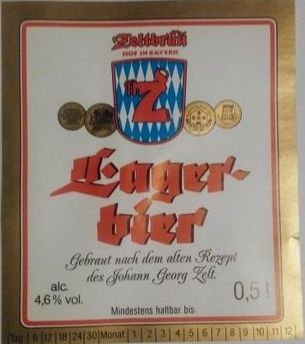 Zeltbräu
HOF IN BAYERN
Z
Lager-
bier
Gebraut nach dem alten Rezept
des Johann Georg Zelt.
alc.
4,6% vol.
0,5 l
Mindestens haltbar bis:
Tag 6 12 18 24 30 Monat 1 2 3 4 5 6 7 8 9 10 11 12